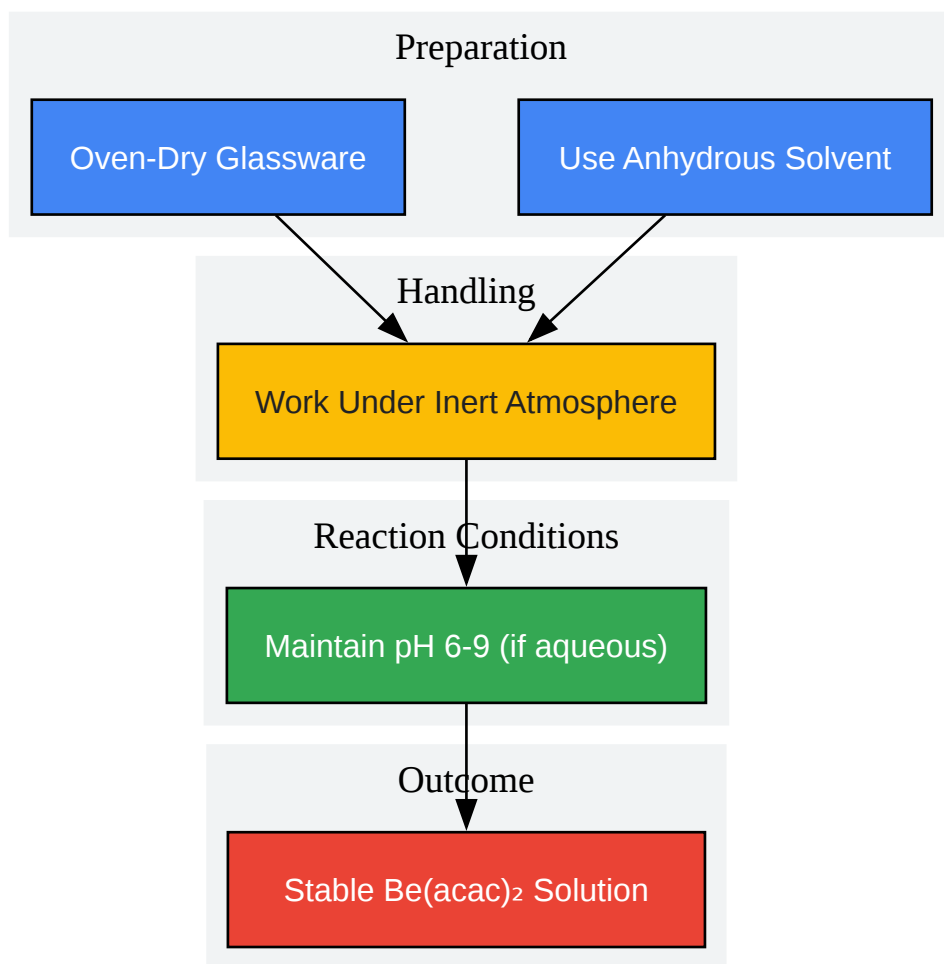 Preparation
Oven-Dry Glassware
Use Anhydrous Solvent
Handling
Work Under Inert Atmosphere
Reaction Conditions
Maintain pH 6-9 (if aqueous)
Outcome
Stable Be(acac)₂ Solution